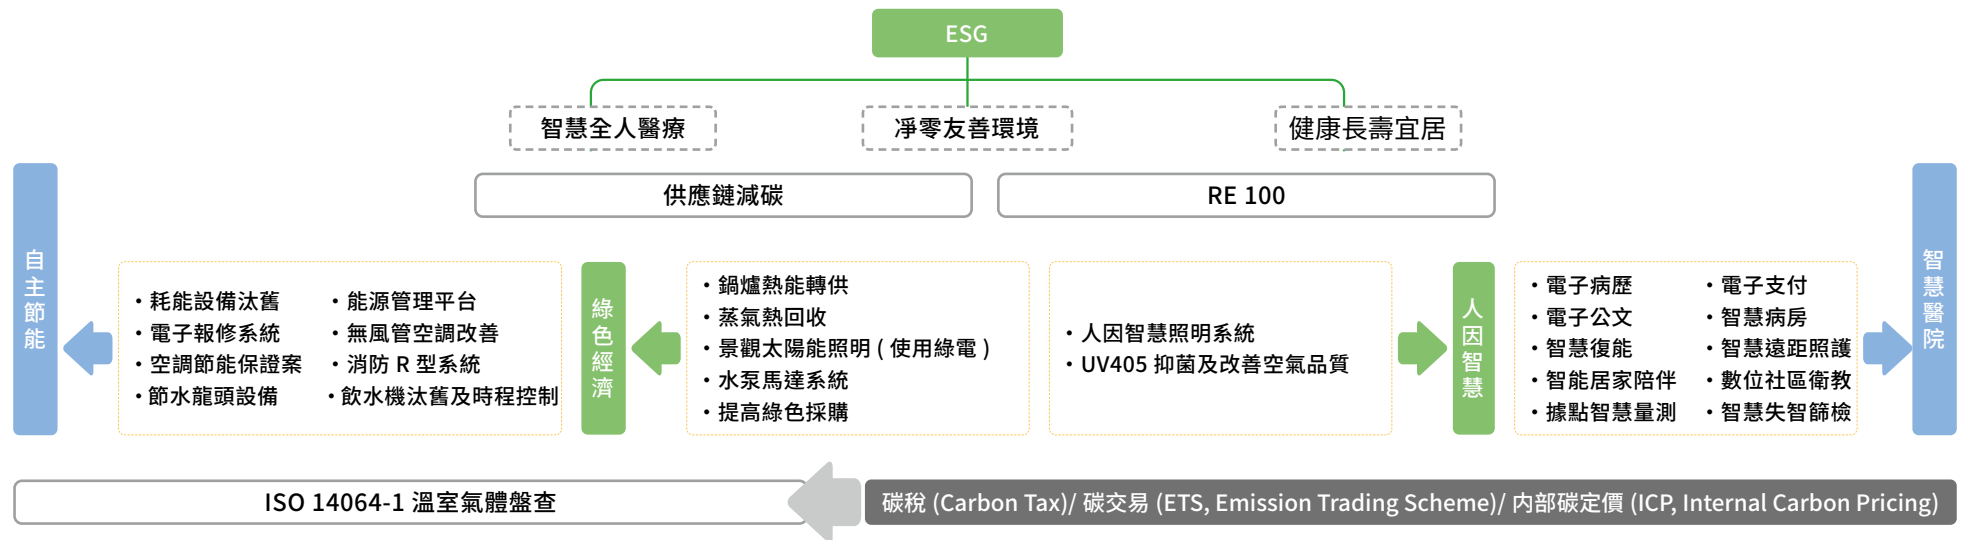 ESG
智慧全人醫療
凈零友善環境
健康長壽宜居
供應鏈減碳
RE 100
自主節能
・耗能設備汰舊
・電子報修系統
・空調節能保證案
・節水龍頭設備
・能源管理平台
・無風管空調改善
・消防 R 型系統
・飲水機汰舊及時程控制
綠色經濟
・鍋爐熱能轉供
・蒸氣熱回收
・景觀太陽能照明 ( 使用綠電 )
・水泵馬達系統
・提高綠色採購
・人因智慧照明系統
・UV405 抑菌及改善空氣品質
人因智慧
・電子病歷
・電子公文
・智慧復能
・智能居家陪伴
・據點智慧量測
・電子支付
・智慧病房
・智慧遠距照護
・數位社區衛教
・智慧失智篩檢
智慧醫院
ISO 14064-1 溫室氣體盤查
碳稅 (Carbon Tax)/ 碳交易 (ETS, Emission Trading Scheme)/ 內部碳定價 (ICP, Internal Carbon Pricing)